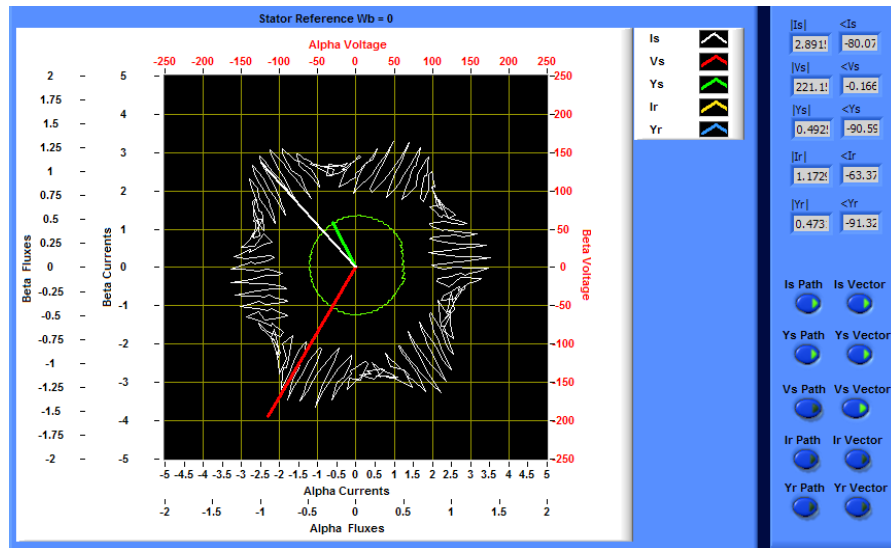 Stator Reference Wb = 0
Alpha Voltage
-250 -200 -150 -100 -50 0 50 100 150 200 250
2 – 5 – -250
1.75 –
1.5 – 4 – -200
1.25 – 3 – -150
1 –
0.75 – 2 – -100
0.5 – 1 – -50
0.25 –
0 – 0 – -0
-0.25 –
-0.5 – -1 – --50
-0.75 – -2 – --100
-1 –
-1.25 – -3 – --150
-1.5 – -4 – --200
-1.75 –
-2 – -5 – --250
Beta Fluxes
Beta Currents
Beta Voltage
-5 -4.5 -4 -3.5 -3 -2.5 -2 -1.5 -1 -0.5 0 0.5 1 1.5 2 2.5 3 3.5 4 4.5 5
Alpha Currents
-2 -1.5 -1 -0.5 0 0.5 1 1.5 2
Alpha Fluxes
Is
Vs
Ys
Ir
Yr
|Is| <Is
2.891 -80.07
|Vs| <Vs
221.1 -0.166
|Ys| <Ys
0.492 -90.59
|Ir| <Ir
1.172 -63.37
|Yr| <Yr
0.473 -91.32
Is Path Is Vector
Ys Path Ys Vector
Vs Path Vs Vector
Ir Path Ir Vector
Yr Path Yr Vector